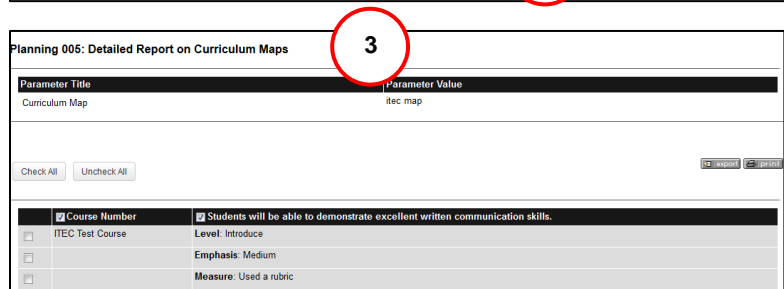 3
Planning 005: Detailed Report on Curriculum Maps
Parameter Title Parameter Value
Curriculum Map itec map
Check All Uncheck All export print
Course Number Students will be able to demonstrate excellent written communication skills.
ITEC Test Course Level: Introduce
Emphasis: Medium
Measure: Used a rubric